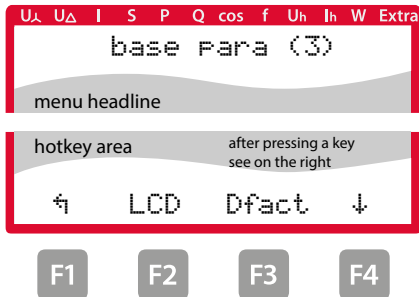 U⅄ U∆ I S P Q cos f Uh Ih W Extra
base para (3)
menu headline
hotkey area
after pressing a key
see on the right
↰ LCD Dfact ↓
F1 F2 F3 F4